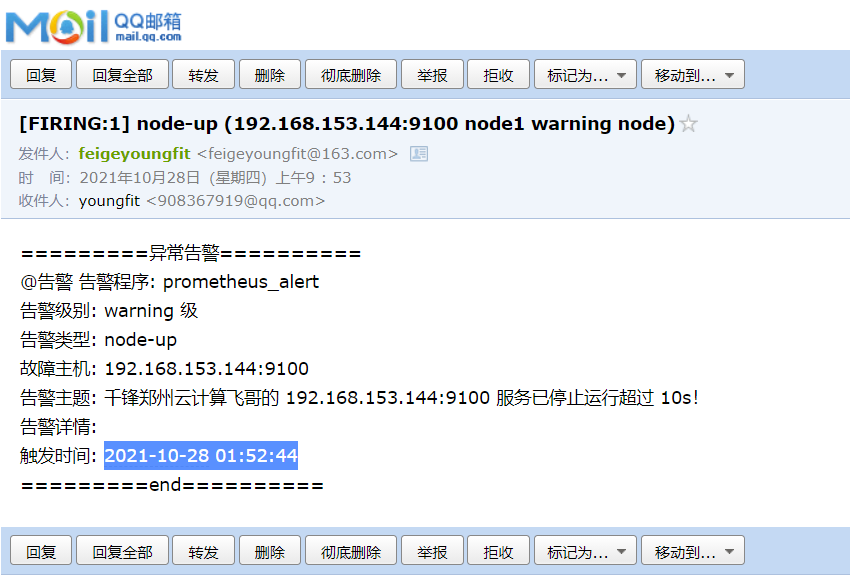 MOil QQ邮箱
mail.qq.com
回复 回复全部 转发 删除 彻底删除 举报 拒收 标记为... 移动到...
[FIRING:1] node-up (192.168.153.144:9100 node1 warning node)
发件人: feigeyoungfit <feigeyoungfit@163.com>
时 间: 2021年10月28日 (星期四) 上午9 : 53
收件人: youngfit <908367919@qq.com>
=========异常告警==========
@告警 告警程序: prometheus_alert
告警级别: warning 级
告警类型: node-up
故障主机: 192.168.153.144:9100
告警主题: 千锋郑州云计算飞哥的 192.168.153.144:9100 服务已停止运行超过 10s!
告警详情:
触发时间: 2021-10-28 01:52:44
=========end==========
回复 回复全部 转发 删除 彻底删除 举报 拒收 标记为... 移动到...